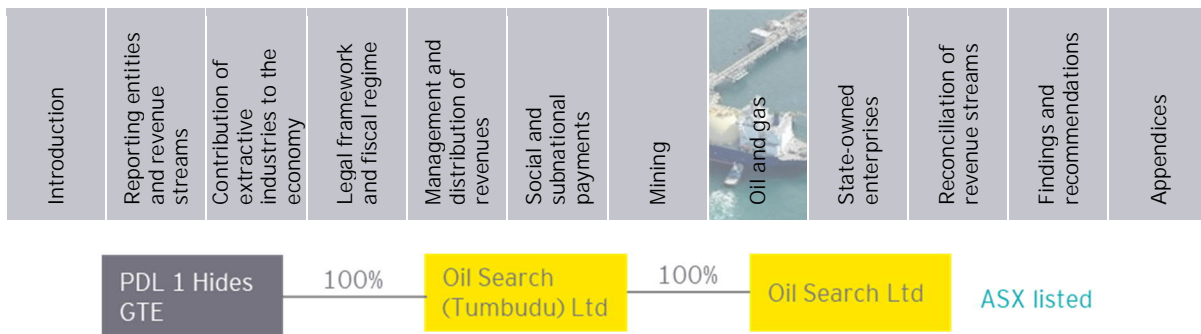 Introduction
Reporting entities
and revenue
streams
Contribution of
extractive
industries to the
economy
Legal framework
and fiscal regime
Management and
distribution of
revenues
Social and
subnational
payments
Mining
Oil and gas
State-owned
enterprises
Reconciliation of
revenue streams
Findings and
recommendations
Appendices
PDL 1 Hides
GTE
100%
Oil Search
(Tumbudu) Ltd
100%
Oil Search Ltd
ASX listed